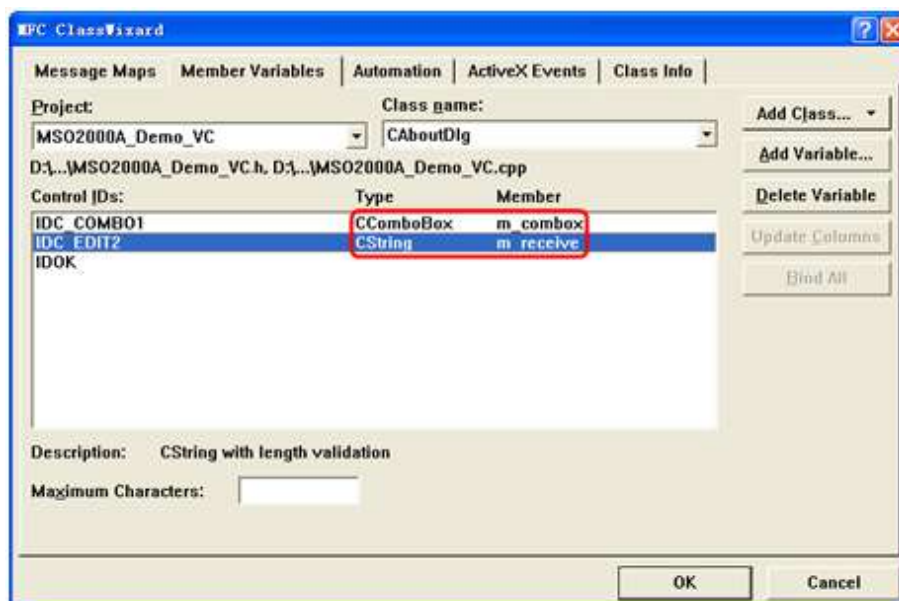 MFC ClassWizard
Message Maps Member Variables Automation ActiveX Events Class Info
Project: Class name:
MSO2000A_Demo_VC CAboutDlg Add Class...
D:\...\MSO2000A_Demo_VC.h, D:\...\MSO2000A_Demo_VC.cpp Add Variable...
Control IDs: Type Member Delete Variable
IDC_COMBO1 CComboBox m_combox
IDC_EDIT2 CString m_receive Update Columns
IDOK
Bind All
Description: CString with length validation
Maximum Characters:
OK Cancel